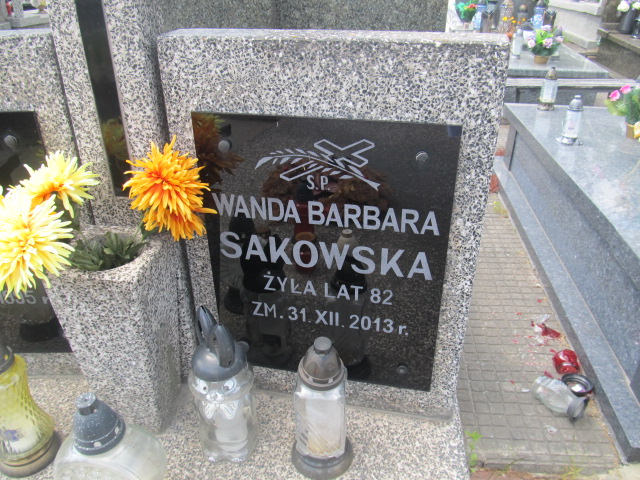 Ś.P.
WANDA BARBARA
SAKOWSKA
ŻYŁA LAT 82
ZM. 31. XII. 2013 r.